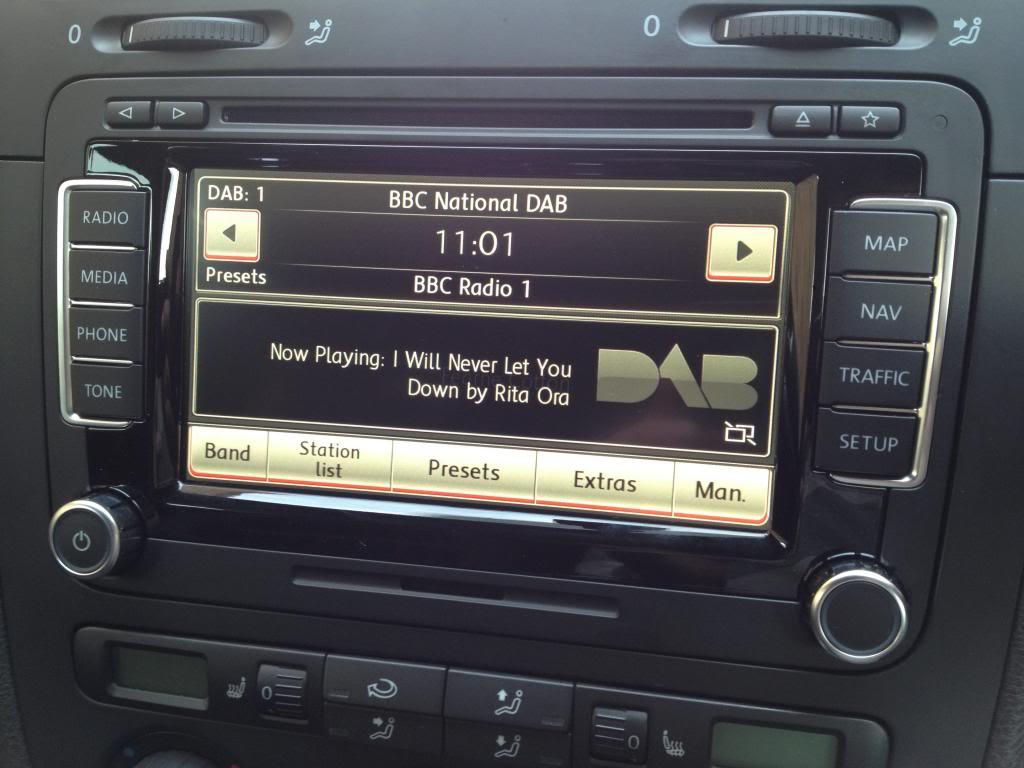 0
0
RADIO
MEDIA
PHONE
TONE
DAB: 1
BBC National DAB
11:01
Presets
BBC Radio 1
Now Playing: I Will Never Let You
Down by Rita Ora
DAB
Band
Station
list
Presets
Extras
Man.
MAP
NAV
TRAFFIC
SETUP
0
0